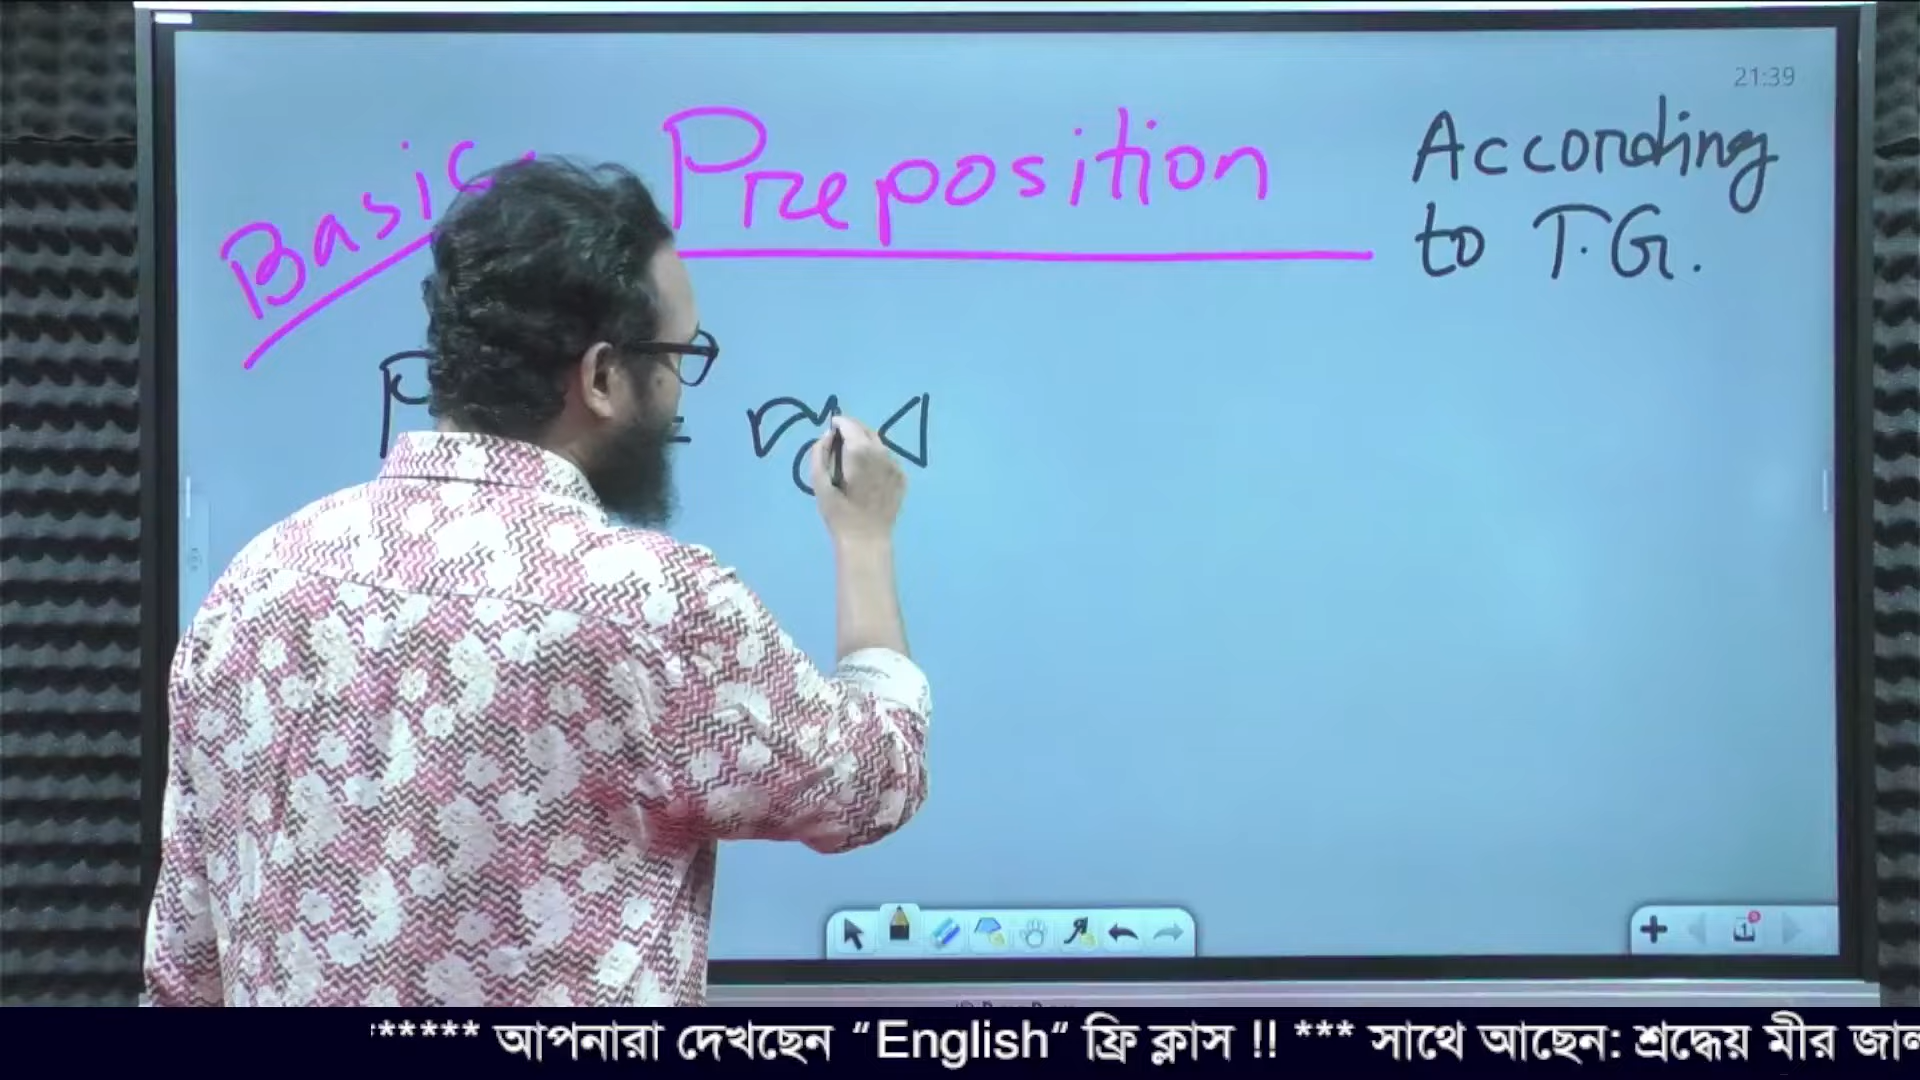 21:39
Basic Preposition
According
to T.G.
***** আপনারা দেখছেন “English“ ফ্রি ক্লাস !! *** সাথে আছেন: শ্রদ্ধেয় মীর জাল